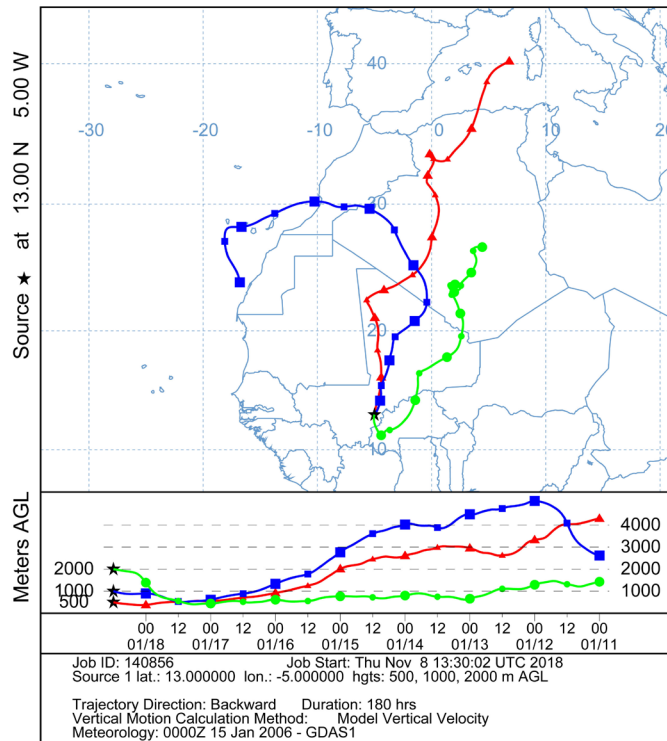 40
-30 -20 -10 0 10 20
30
20
10
Source ★ at 13.00 N 5.00 W
Meters AGL
4000
3000
2000 2000
1000 1000
500
00 12 00 12 00 12 00 12 00 12 00 12 00 12 00
01/18 01/17 01/16 01/15 01/14 01/13 01/12 01/11
Job ID: 140856 Job Start: Thu Nov 8 13:30:02 UTC 2018
Source 1 lat.: 13.000000 lon.: -5.000000 hgts: 500, 1000, 2000 m AGL
Trajectory Direction: Backward Duration: 180 hrs
Vertical Motion Calculation Method: Model Vertical Velocity
Meteorology: 0000Z 15 Jan 2006 - GDAS1